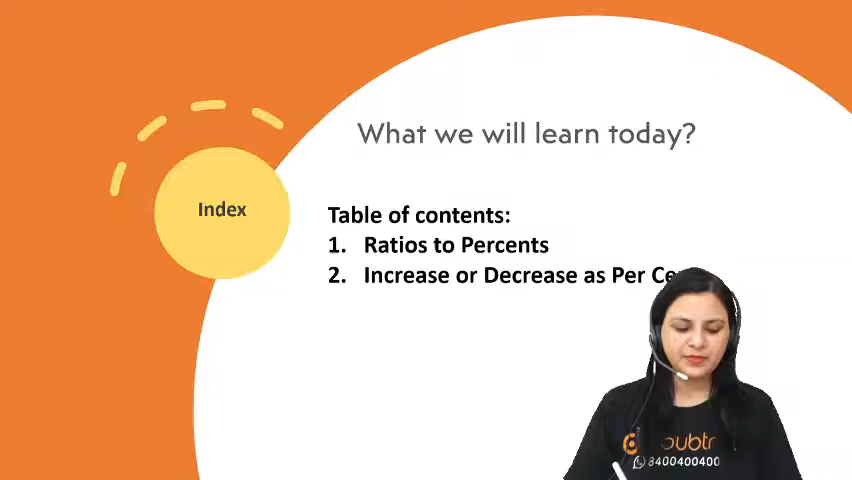 What we will learn today?
Index
Table of contents:
1. Ratios to Percents
2. Increase or Decrease as Per
8400400400